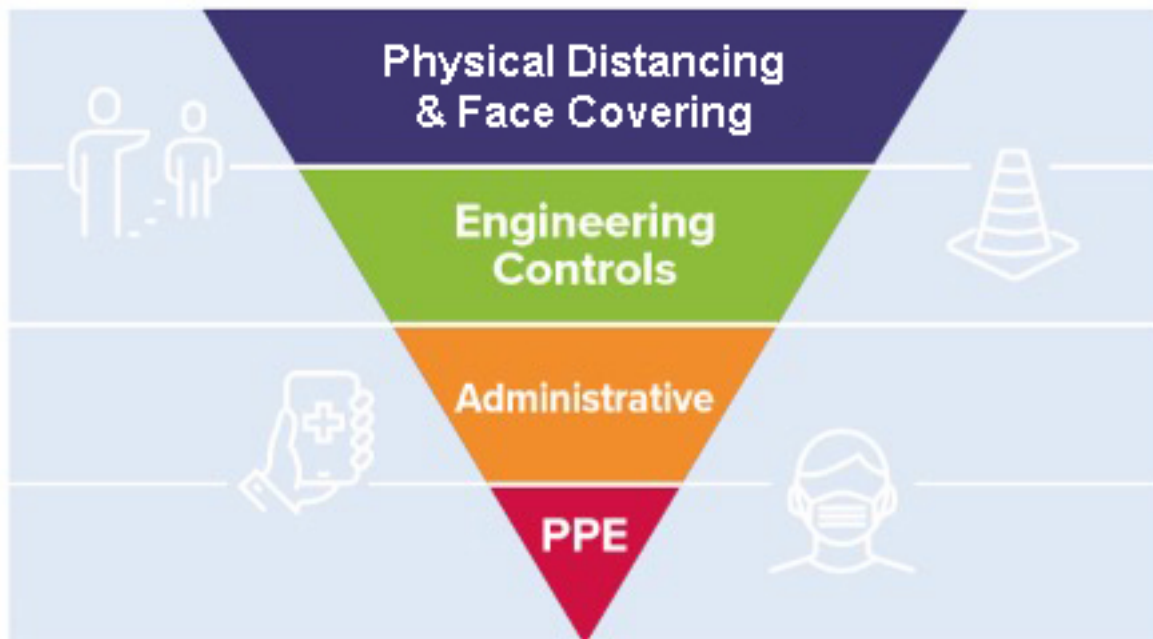 Physical Distancing
& Face Covering
Engineering
Controls
Administrative
PPE